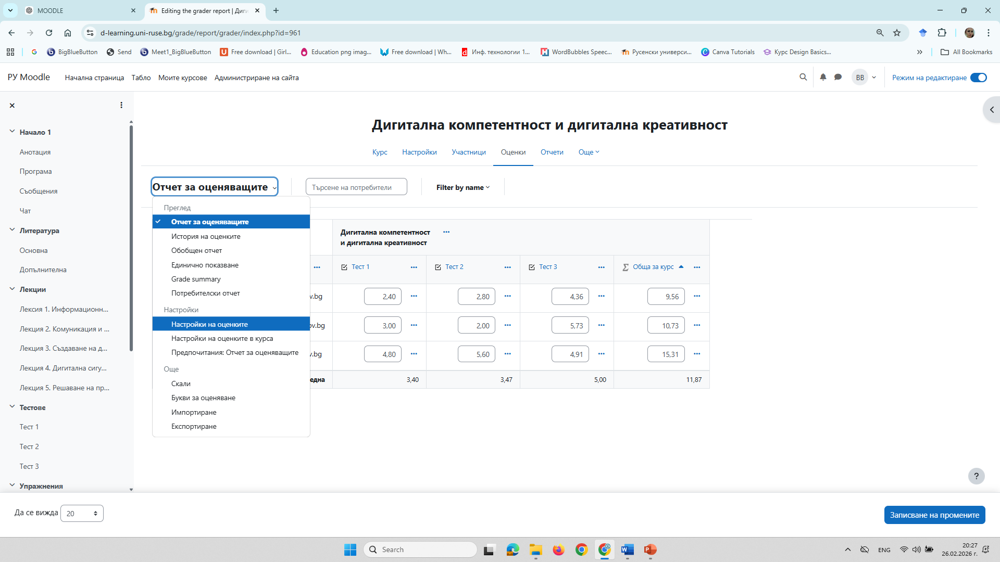 MOODLE
Editing the grader report | Диги
d-learning.uni-ruse.bg/grade/report/grader/index.php?id=961
BigBlueButton
Send
Meet1_BigBlueButton
Free download | Girl...
Education png imag...
Free download | Wh...
Инф. технологии 1...
WordBubbles Speec...
Русенски универси...
Canva Tutorials
Курс Design Basics...
»
All Bookmarks
РУ Moodle
Начална страница
Табло
Моите курсове
Администриране на сайта
BB
Режим на редактиране
Начало 1
Анотация
Програма
Съобщения
Чат
Литература
Основна
Допълнителна
Лекции
Лексия 1. Информационн...
Лекция 2. Комуникация и ...
Лекция 3. Създаване на д...
Лекция 4. Дигитална сигу...
Лекция 5. Решаване на пр...
Тестове
Тест 1
Тест 2
Тест 3
Упражнения
Дигитална компетентност и дигитална креативност
Курс
Настройки
Участници
Оценки
Отчети
Още
Отчет за оценяващите
Търсене на потребители
Filter by name
Преглед
Отчет за оценяващите
История на оценките
Обобщен отчет
Единично показване
Grade summary
Потребителски отчет
Настройки
Настройки на оценките
Настройки на оценките в курса
Предпочитания: Отчет за оценяващите
Още
Скали
Букви за оценяване
Импортиране
Експортиране
Дигитална компетентност
и дигитална креативност
Тест 1
Тест 2
Тест 3
Обща за курс
v.bg
2,40
2,80
4,36
9,56
ov.bg
3,00
2,00
5,73
10,73
v.bg
4,80
5,60
4,91
15,31
една
3,40
3,47
5,00
11,87
?
Да се вижда
20
Записване на промените
Search
ENG
20:27
26.02.2026 г.